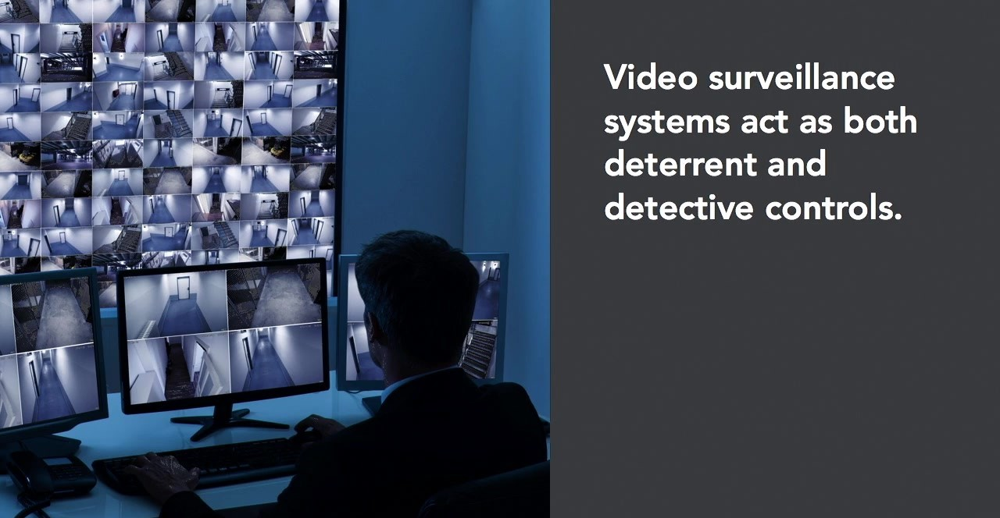 Video surveillance
systems act as both
deterrent and
detective controls.